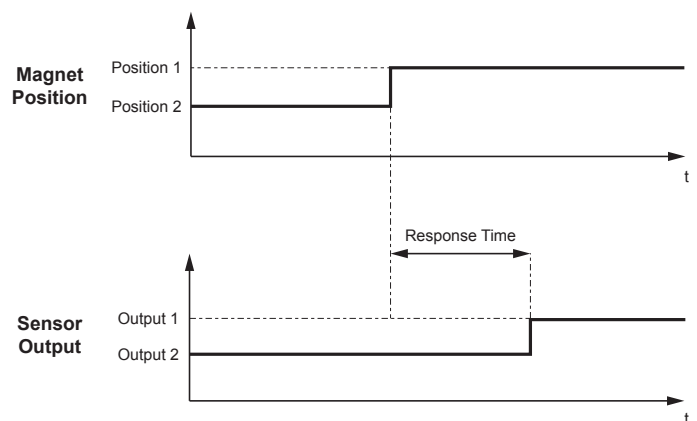 Magnet
Position
Position 1
Position 2
t
Response Time
Sensor
Output
Output 1
Output 2
t